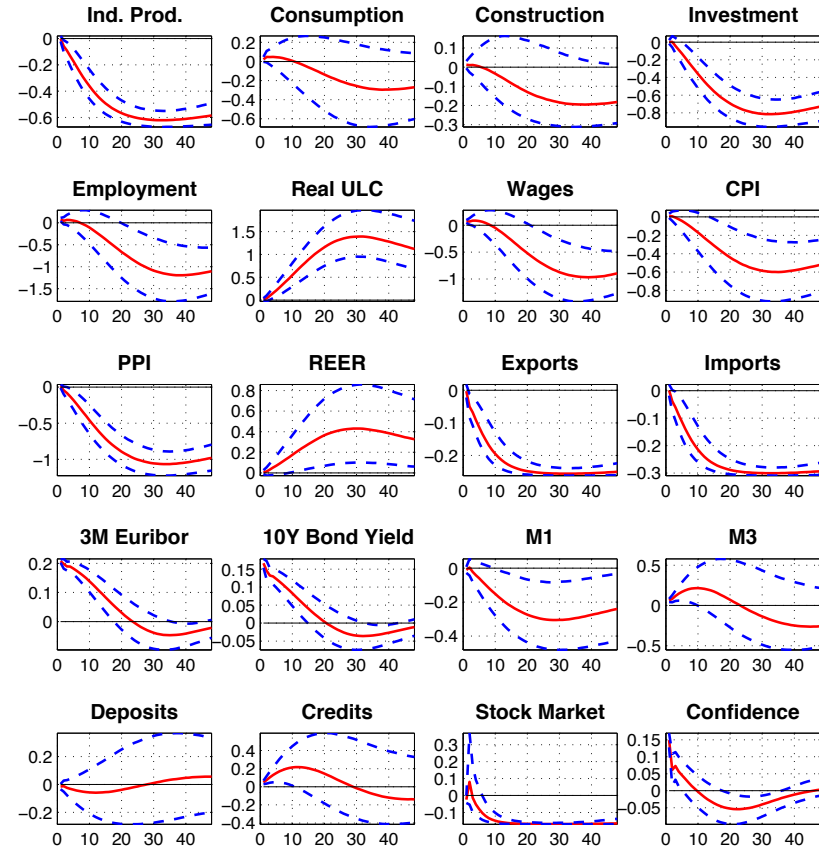 Ind. Prod. Consumption Construction Investment
0 0.2 0.1 0
−0.2 0 0 −0.2
−0.4 −0.2 −0.1 −0.4
−0.6 −0.4 −0.2 −0.6
−0.6 −0.3 −0.8
0 10 20 30 40 0 10 20 30 40 0 10 20 30 40 0 10 20 30 40
Employment Real ULC Wages CPI
0 1.5 0 0
−0.5 1 −0.5 −0.2
−1 0.5 −1 −0.4
−1.5 0 −0.6
−0.8
0 10 20 30 40 0 10 20 30 40 0 10 20 30 40 0 10 20 30 40
PPI REER Exports Imports
0 0.8 0 0
−0.5 0.6 −0.1 −0.1
−1 0.4 −0.2 −0.2
0.2 −0.3
0
0 10 20 30 40 0 10 20 30 40 0 10 20 30 40 0 10 20 30 40
3M Euribor 10Y Bond Yield M1 M3
0.2 0.15 0 0.5
0.1 0.1 −0.2 0
0 0.05 −0.4 −0.5
0
−0.05
0 10 20 30 40 0 10 20 30 40 0 10 20 30 40 0 10 20 30 40
Deposits Credits Stock Market Confidence
0.2 0.4 0.3 0.15
0 0.2 0.2 0.1
−0.2 0 0.1 0.05
−0.2 0 0
−0.4 −0.1 −0.05
0 10 20 30 40 0 10 20 30 40 0 10 20 30 40 0 10 20 30 40